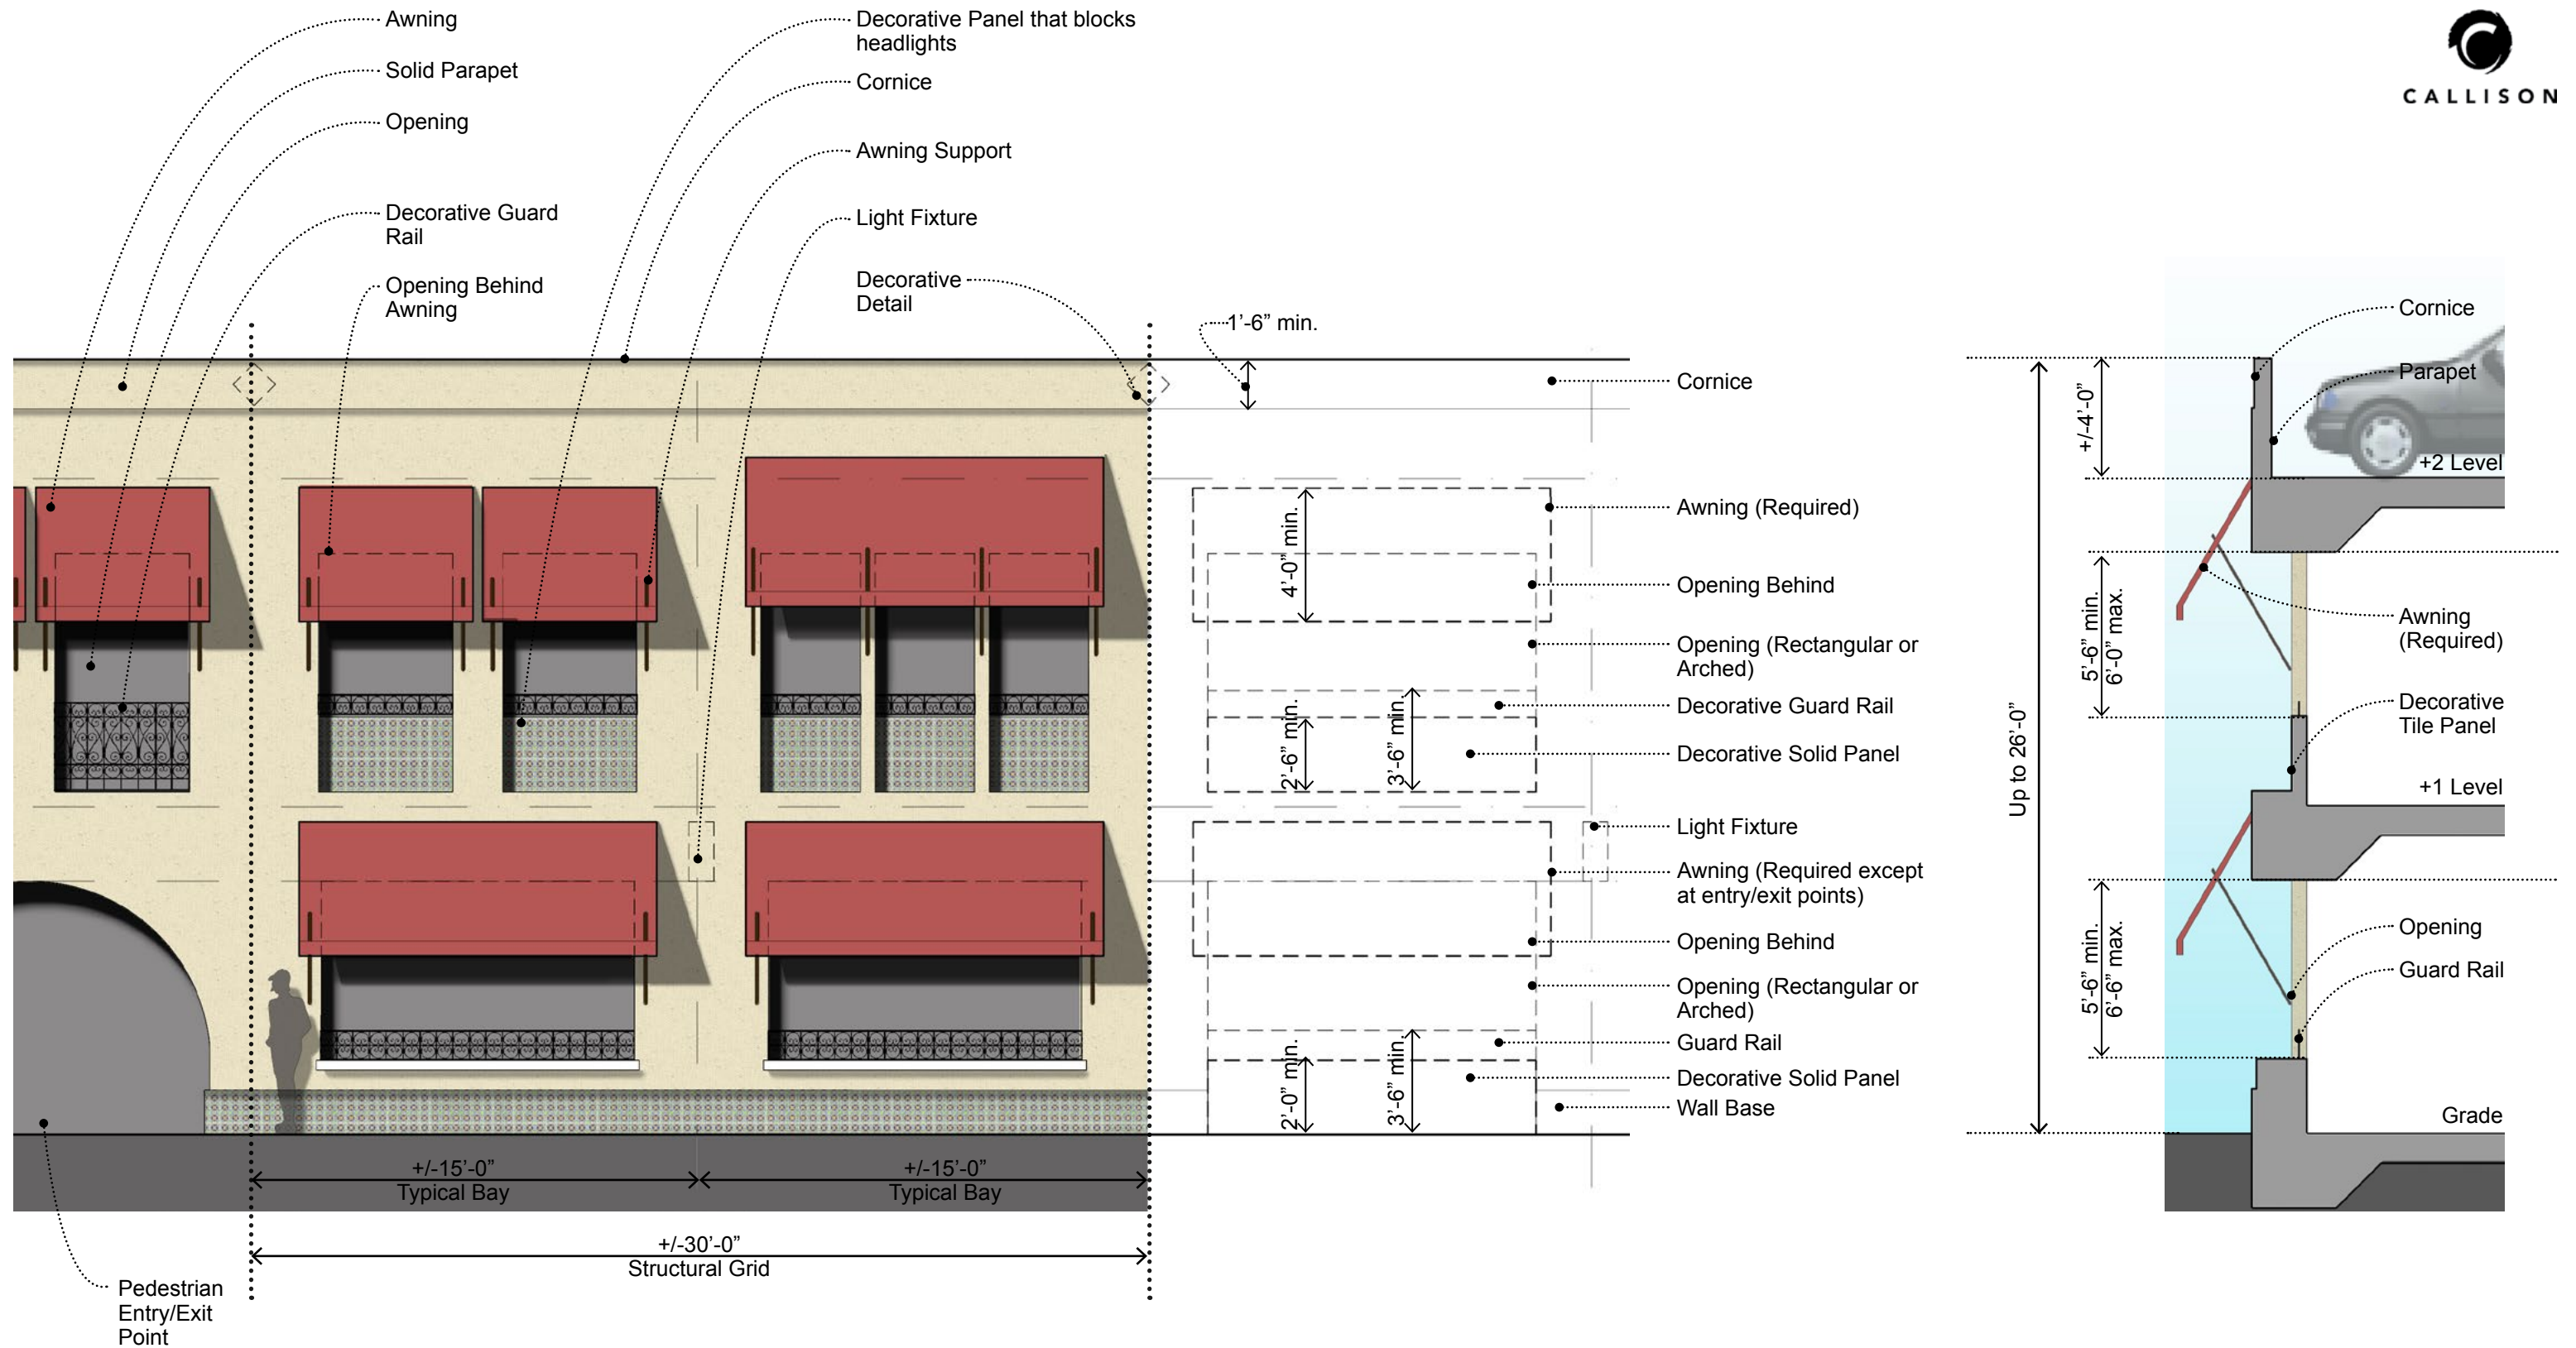 Awning
Solid Parapet
Opening
Decorative Guard
Rail
Opening Behind
Awning
Decorative Panel that blocks
headlights
Cornice
Awning Support
Light Fixture
Decorative
Detail
CALLISON
1’-6” min.
Cornice
Awning (Required)
4’-0” min.
Opening Behind
Opening (Rectangular or
Arched)
Decorative Guard Rail
2’-6” min.
3’-6” min.
Decorative Solid Panel
Light Fixture
Awning (Required except
at entry/exit points)
Opening Behind
Opening (Rectangular or
Arched)
Guard Rail
2’-0” min.
3’-6” min.
Decorative Solid Panel
Wall Base
+/-15’-0”
Typical Bay
+/-15’-0”
Typical Bay
+/-30’-0”
Structural Grid
Pedestrian
Entry/Exit
Point
Up to 26’-0”
+/-4’-0”
5’-6” min.
6’-0” max.
5’-6” min.
6’-6” max.
Cornice
Parapet
+2 Level
Awning
(Required)
Decorative
Tile Panel
+1 Level
Opening
Guard Rail
Grade